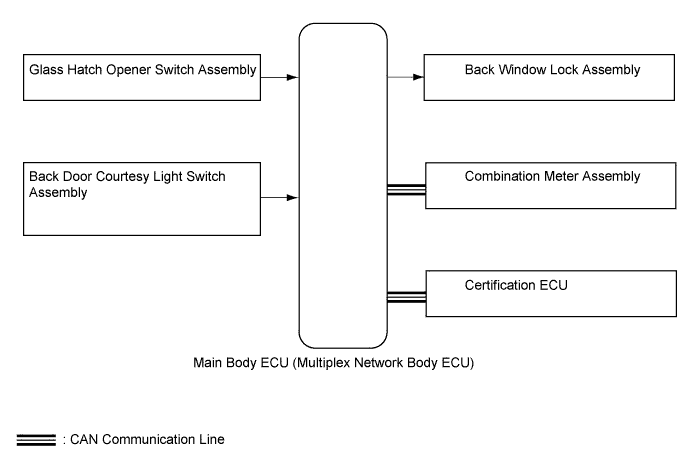 Glass Hatch Opener Switch Assembly
Back Window Lock Assembly
Back Door Courtesy Light Switch
Assembly
Combination Meter Assembly
Certification ECU
Main Body ECU (Multiplex Network Body ECU)
: CAN Communication Line